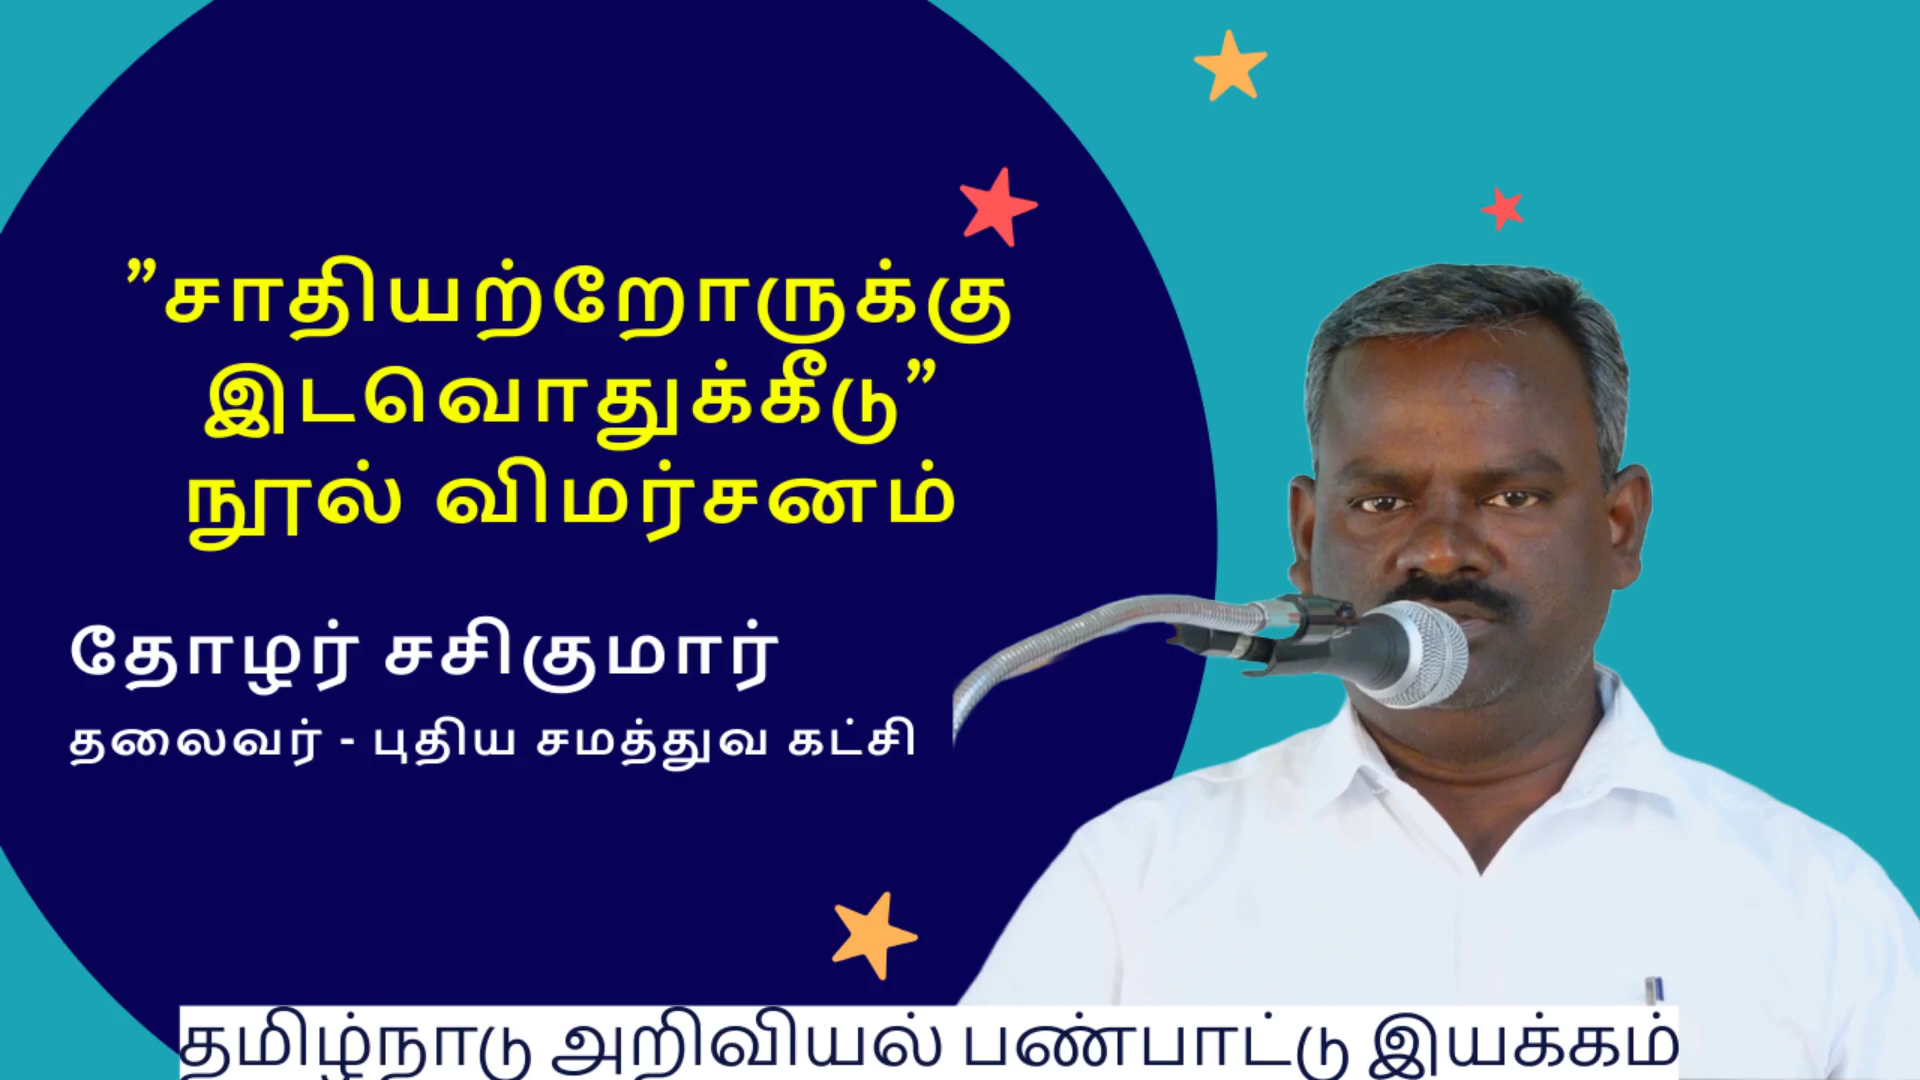 ”சாதியற்றோருக்கு
இடவொதுக்கீடு”
நூல் விமர்சனம்
தோழர் சசிகுமார்
தலைவர் - புதிய சமத்துவ கட்சி
தமிழ்நாடு அறிவியல் பண்பாட்டு இயக்கம்